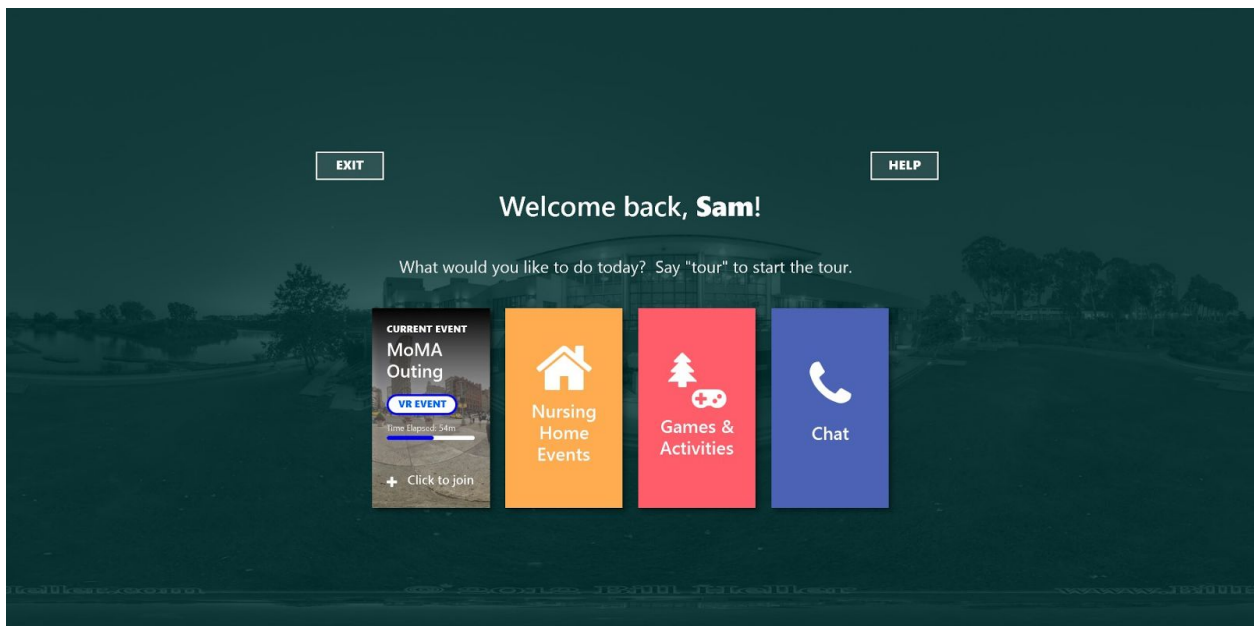 EXIT
HELP
Welcome back, Sam!
What would you like to do today?  Say "tour" to start the tour.
CURRENT EVENT
MoMA
Outing
VR EVENT
Time Elapsed: 54m
+ Click to join
Nursing
Home
Events
Games &
Activities
Chat